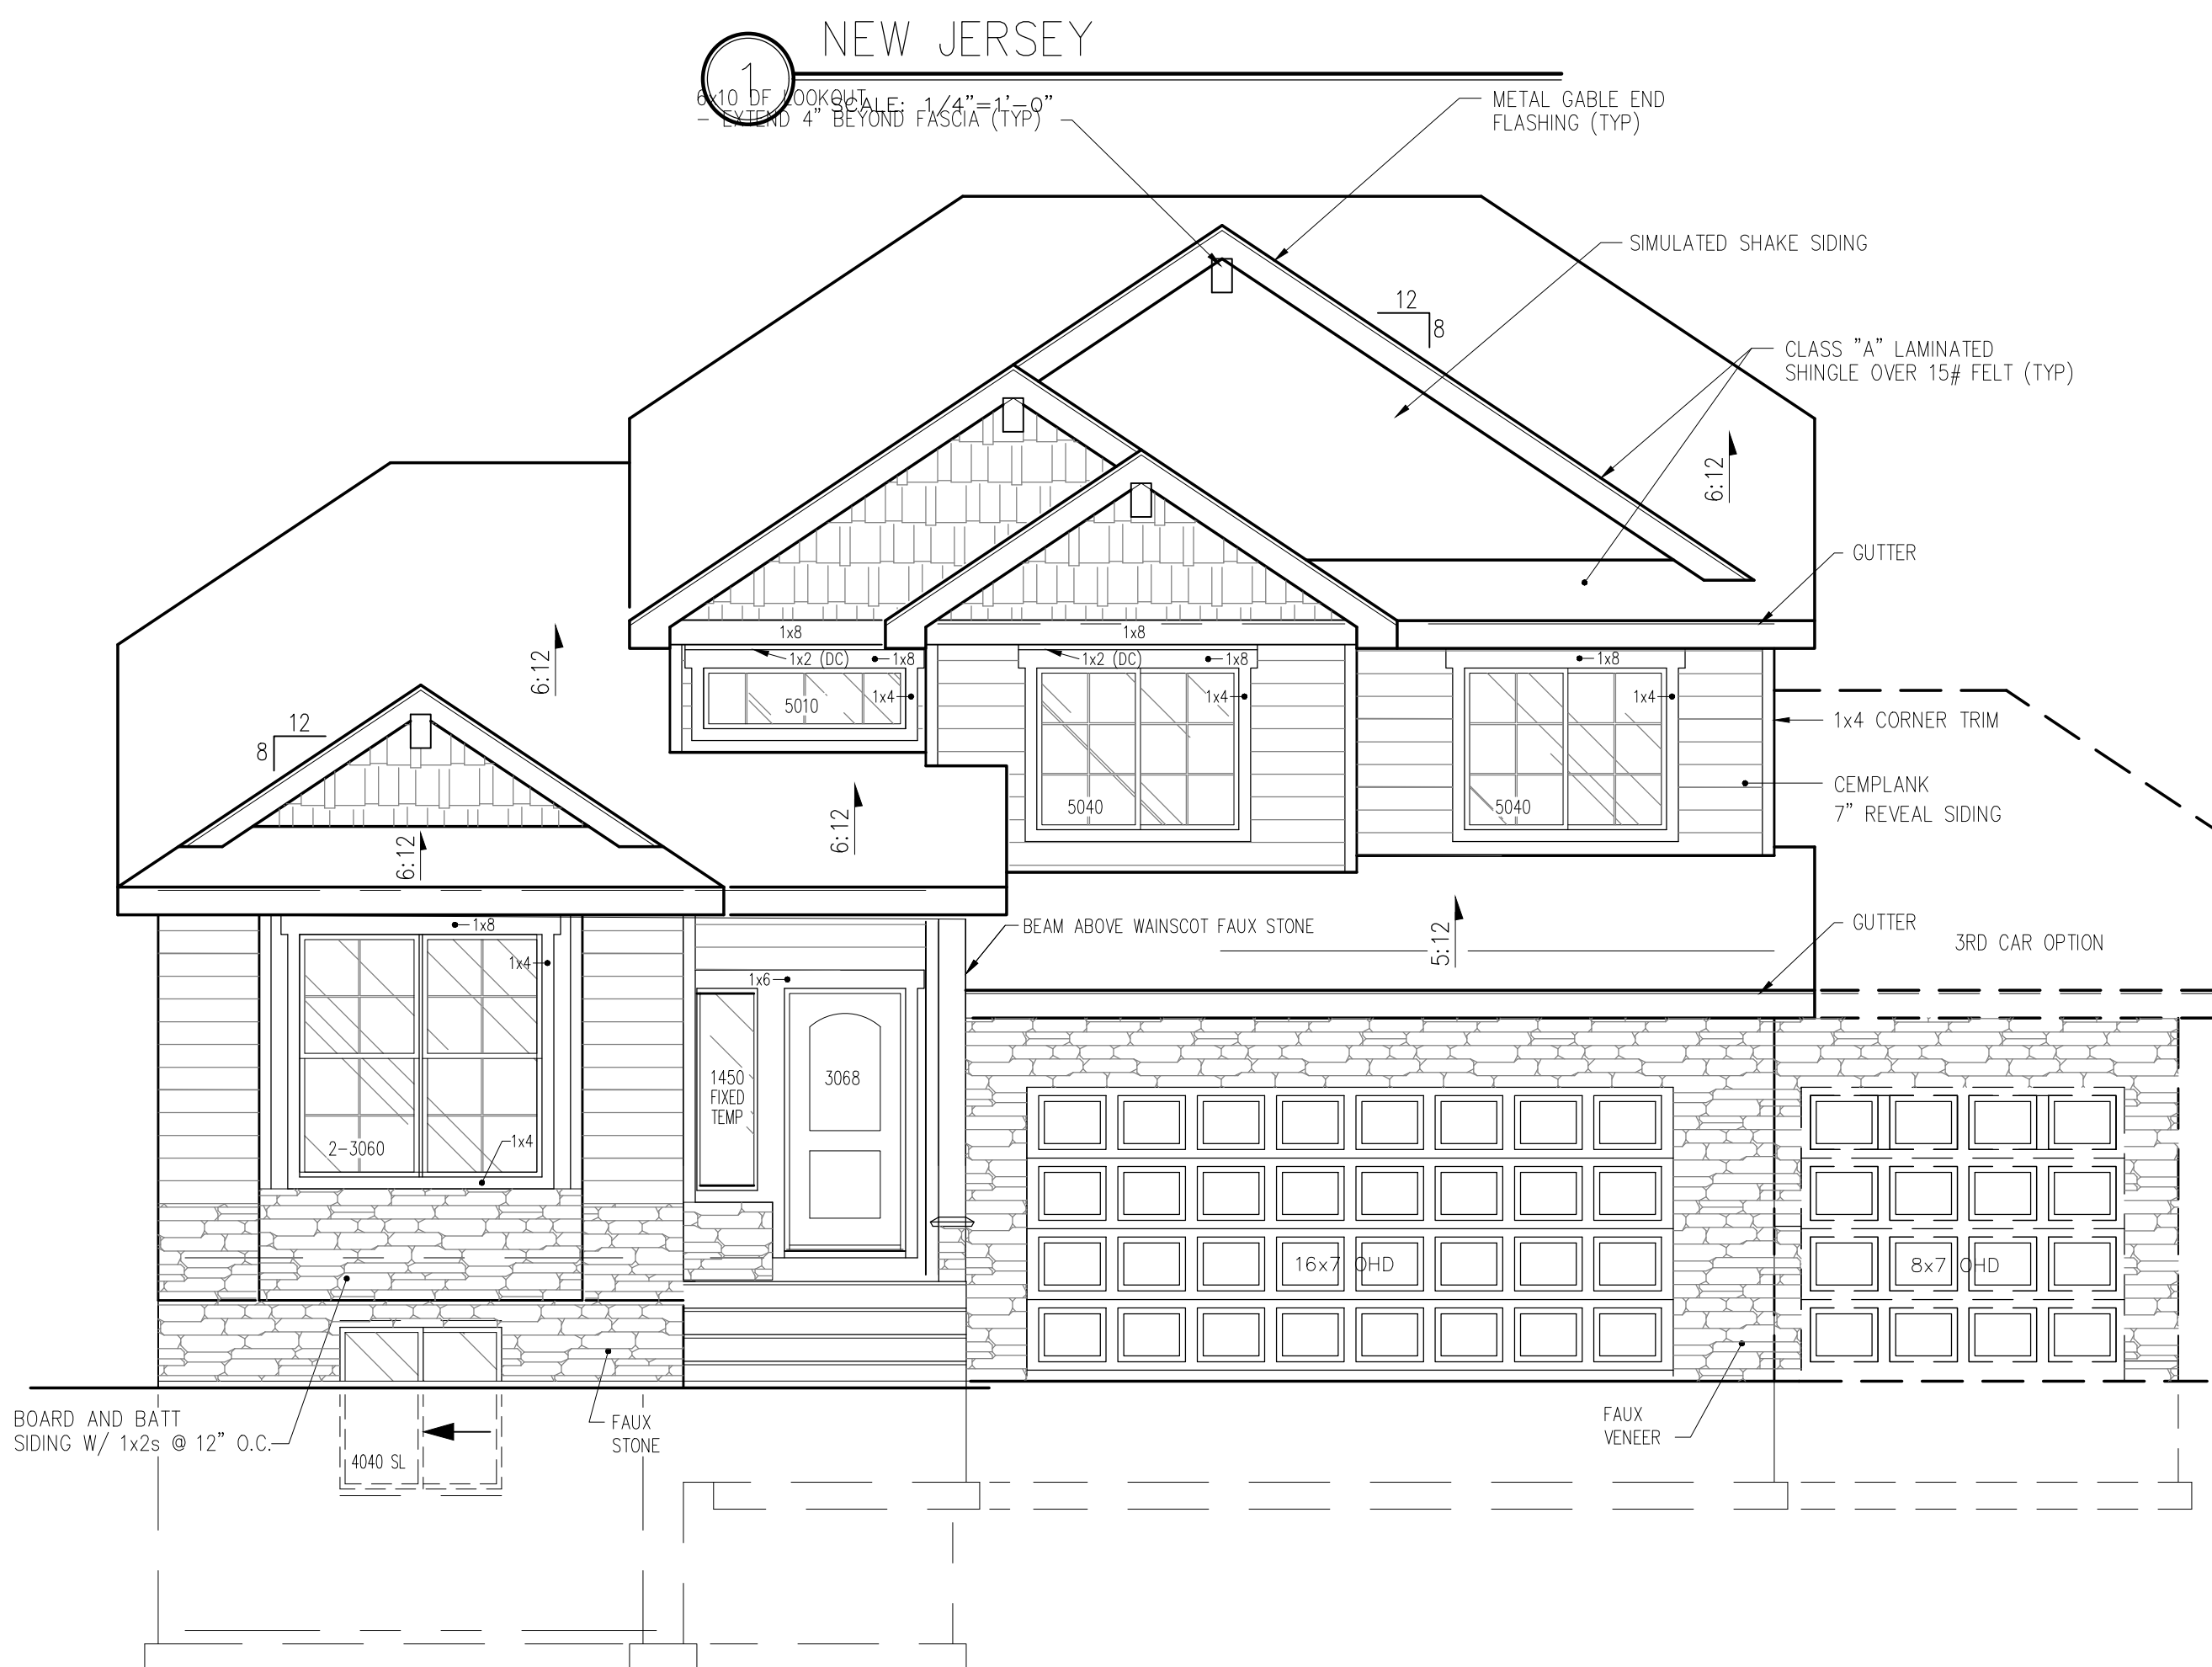 NEW JERSEY
1
SCALE: 1/4"=1'-0"
6x10 DF LOOKOUT
- EXTEND 4" BEYOND FASCIA (TYP)
METAL GABLE END
FLASHING (TYP)
SIMULATED SHAKE SIDING
12
8
CLASS "A" LAMINATED
SHINGLE OVER 15# FELT (TYP)
6:12
GUTTER
1x8
1x8
1x2 (DC)
1x8
1x2 (DC)
1x8
1x8
6:12
5010
1x4
1x4
1x4
12
8
1x4 CORNER TRIM
CEMPLANK
7" REVEAL SIDING
5040
5040
6:12
6:12
1x8
BEAM ABOVE WAINSCOT FAUX STONE
5:12
GUTTER
3RD CAR OPTION
1x4
1x6
1450
FIXED
TEMP
3068
2-3060
1x4
16x7 OHD
8x7 OHD
BOARD AND BATT
SIDING W/ 1x2s @ 12" O.C.
4040 SL
FAUX
STONE
FAUX
VENEER